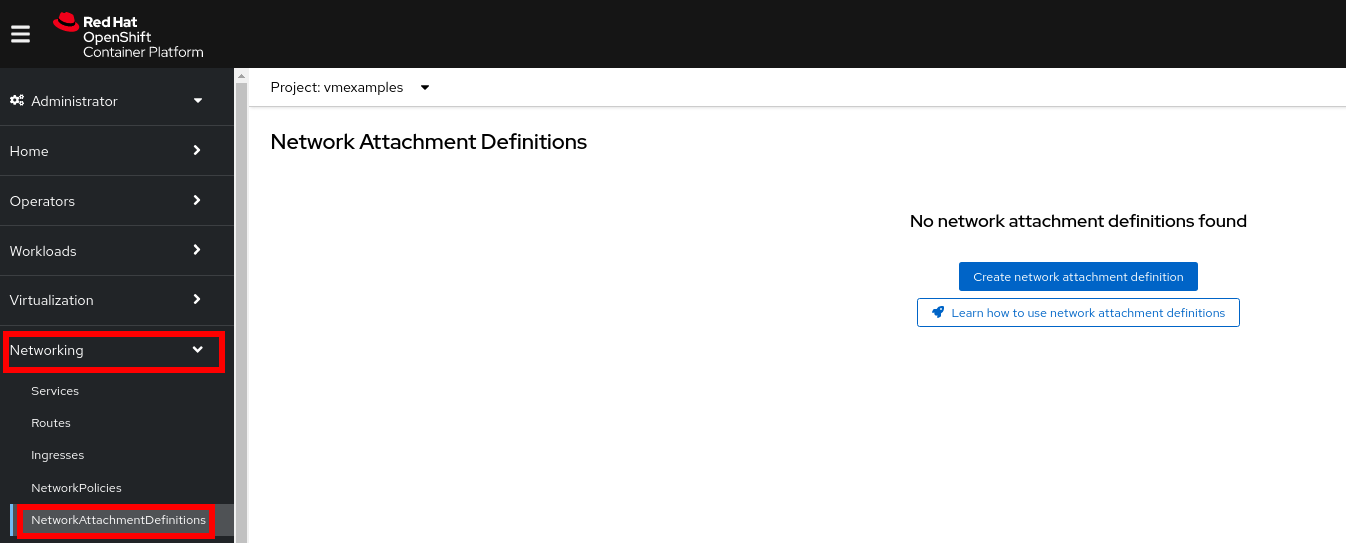 Red Hat
OpenShift
Container Platform
Administrator
Home
Operators
Workloads
Virtualization
Networking
Services
Routes
Ingresses
NetworkPolicies
NetworkAttachmentDefinitions
Project: vmexamples
Network Attachment Definitions
No network attachment definitions found
Create network attachment definition
Learn how to use network attachment definitions